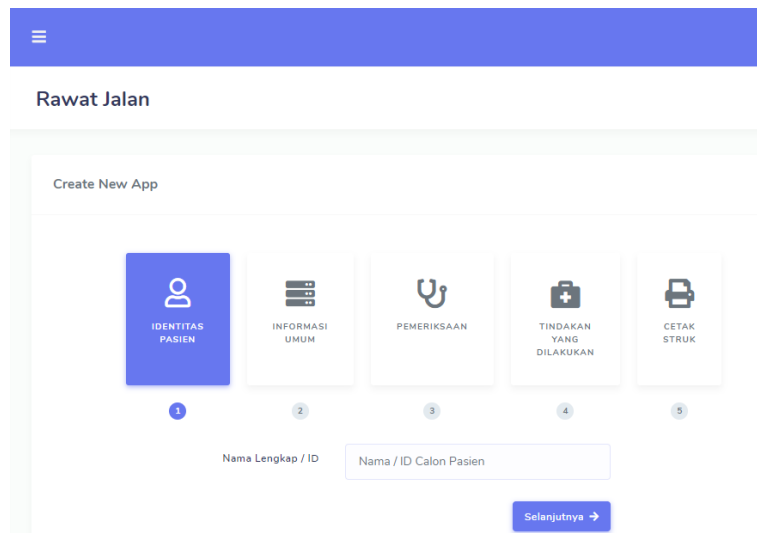 Rawat Jalan
Create New App
IDENTITAS
PASIEN
INFORMASI
UMUM
PEMERIKSAAN
TINDAKAN
YANG
DILAKUKAN
CETAK
STRUK
1
2
3
4
5
Nama Lengkap / ID
Nama / ID Calon Pasien
Selanjutnya →